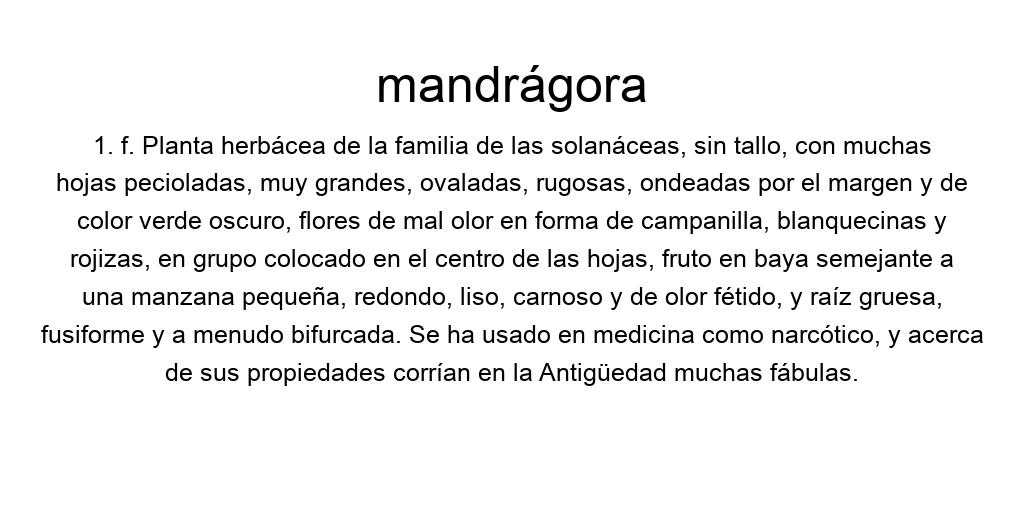 mandrágora
1. f. Planta herbácea de la familia de las solanáceas, sin tallo, con muchas
hojas pecioladas, muy grandes, ovaladas, rugosas, ondeadas por el margen y de
color verde oscuro, flores de mal olor en forma de campanilla, blanquecinas y
rojizas, en grupo colocado en el centro de las hojas, fruto en baya semejante a
una manzana pequeña, redondo, liso, carnoso y de olor fétido, y raíz gruesa,
fusiforme y a menudo bifurcada. Se ha usado en medicina como narcótico, y acerca
de sus propiedades corrían en la Antigüedad muchas fábulas.